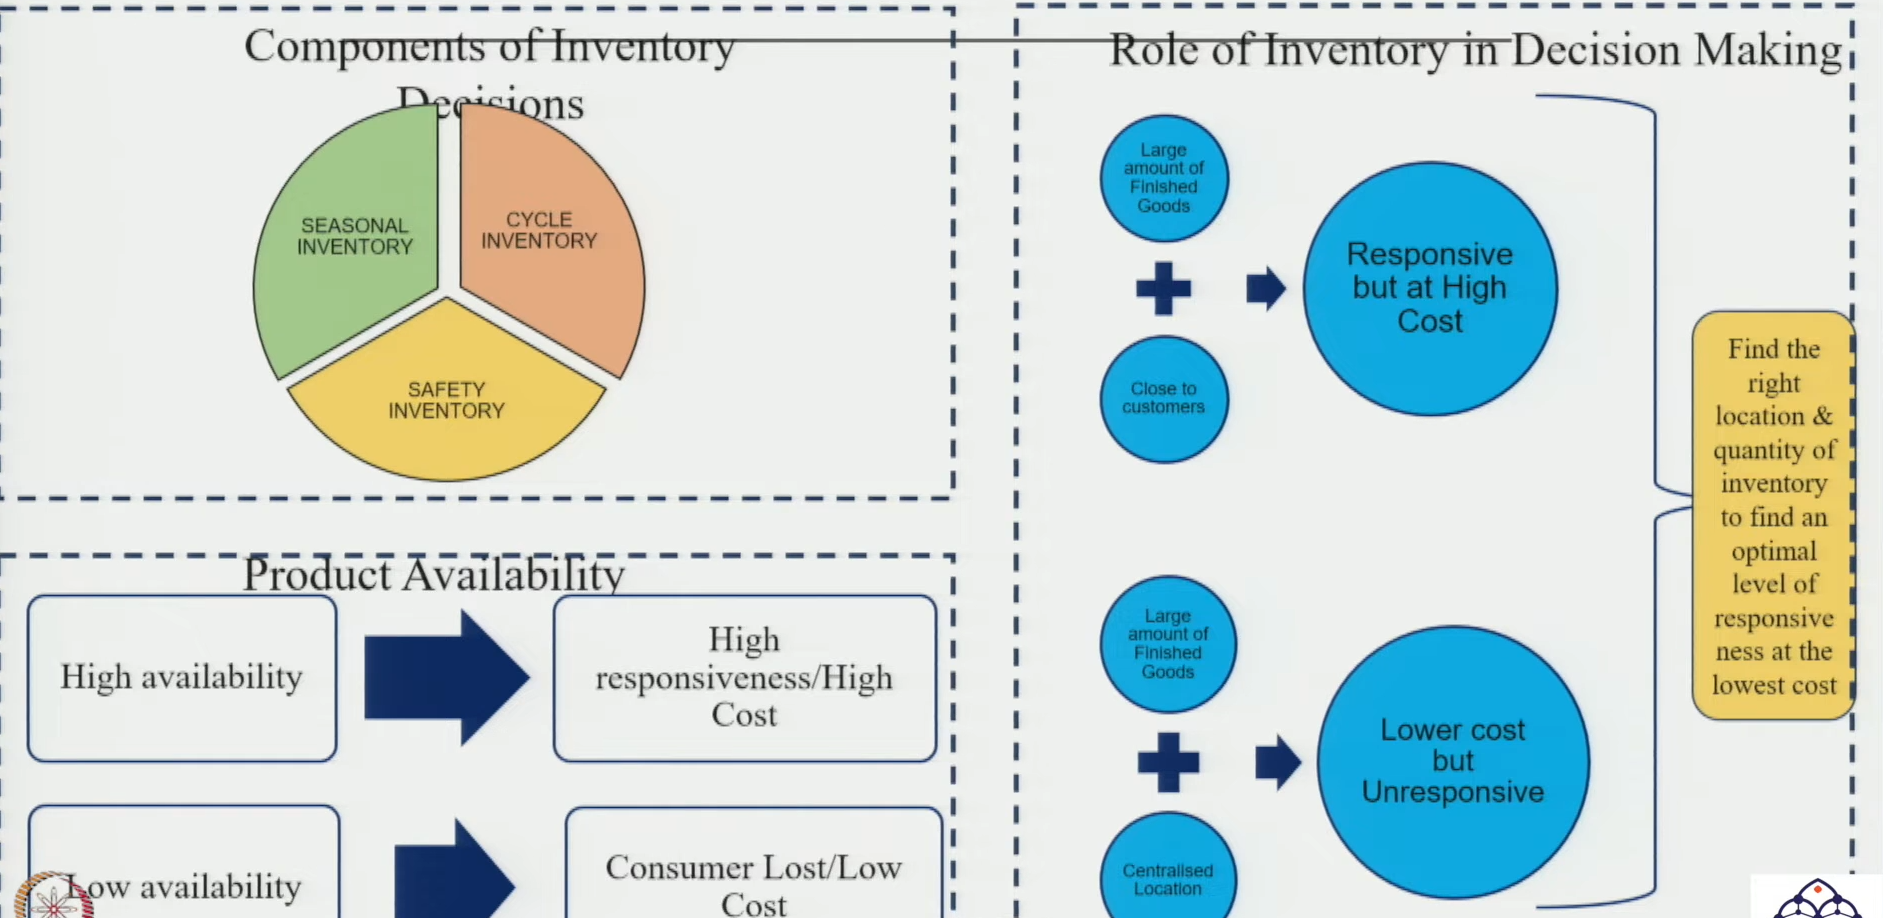 Components of Inventory
Decisions
SEASONAL
INVENTORY
CYCLE
INVENTORY
SAFETY
INVENTORY
Product Availability
High availability
High
responsiveness/High
Cost
Low availability
Consumer Lost/Low
Cost
Role of Inventory in Decision Making
Large
amount of
Finished
Goods
Close to
customers
Responsive
but at High
Cost
Large
amount of
Finished
Goods
Centralised
Location
Lower cost
but
Unresponsive
Find the
right
location &
quantity of
inventory
to find an
optimal
level of
responsive
ness at the
lowest cost